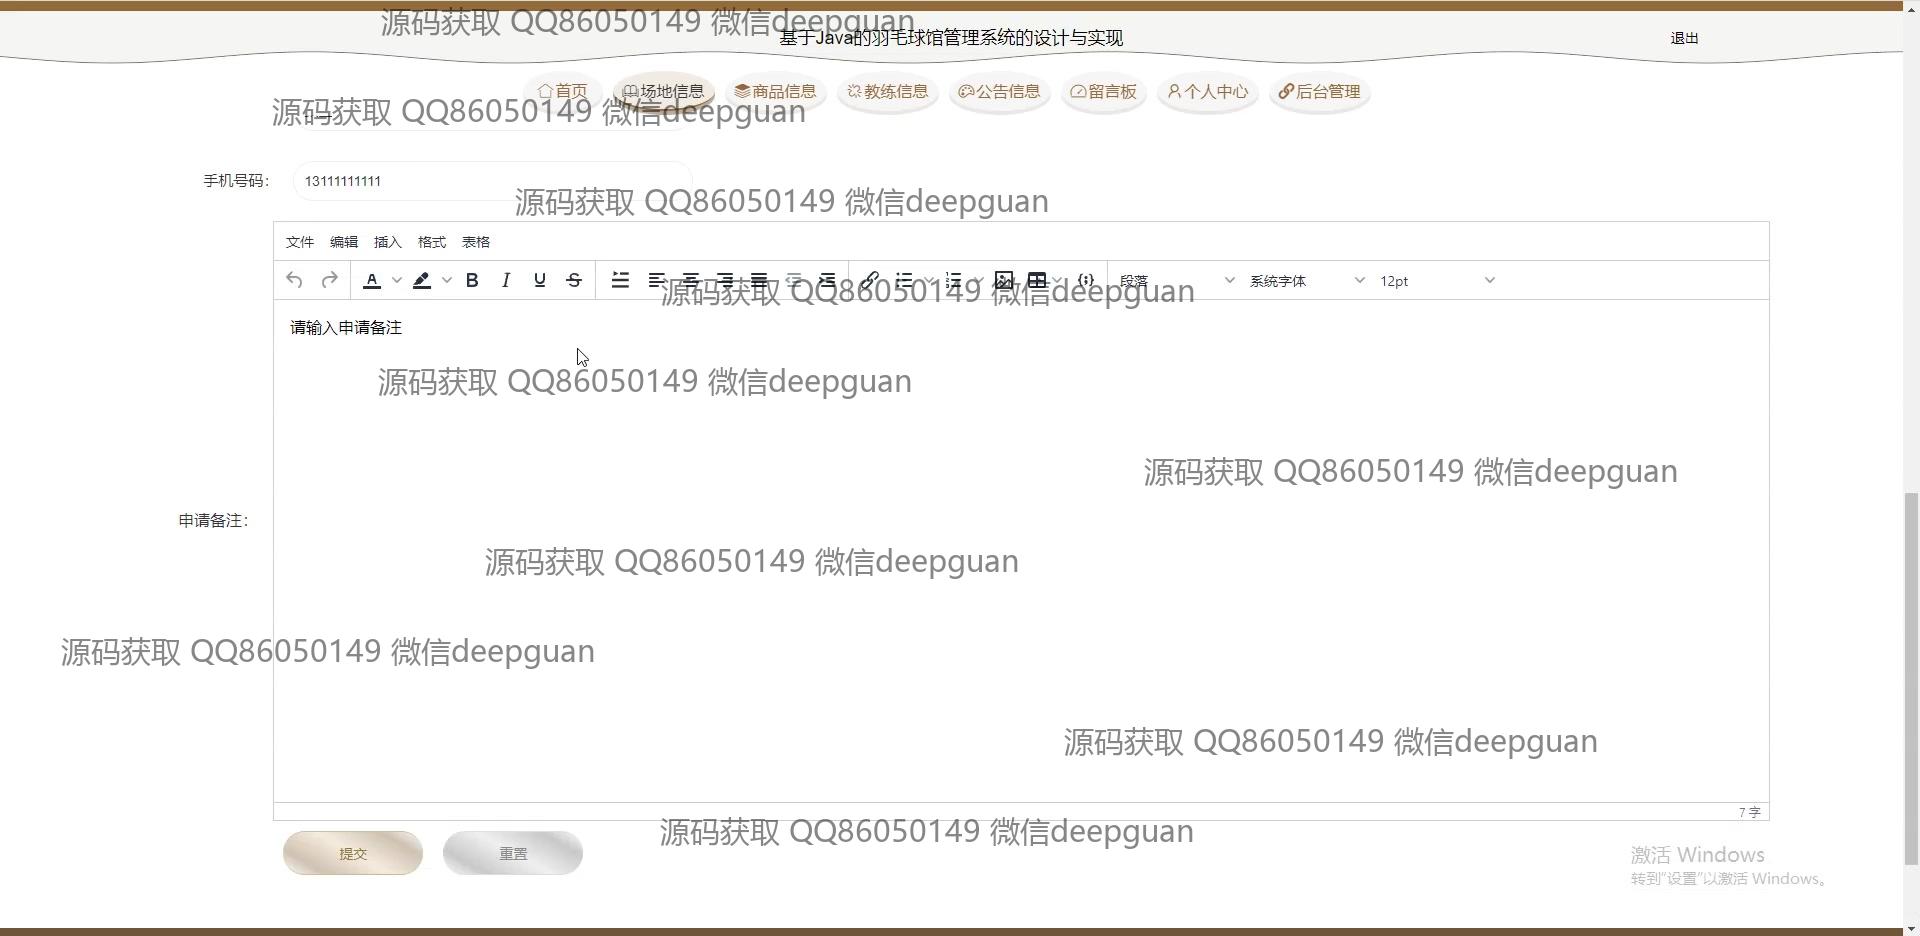 源码获取 QQ86050149 微信deepguan
基于Java的羽毛球馆管理系统的设计与实现
退出
首页 场地信息 商品信息 教练信息 公告信息 留言板 个人中心 后台管理
源码获取 QQ86050149 微信deepguan
手机号码：
13111111111
源码获取 QQ86050149 微信deepguan
文件 编辑 插入 格式 表格
段落 系统字体 12pt
源码获取 QQ86050149 微信deepguan
请输入申请备注
源码获取 QQ86050149 微信deepguan
源码获取 QQ86050149 微信deepguan
申请备注：
源码获取 QQ86050149 微信deepguan
源码获取 QQ86050149 微信deepguan
源码获取 QQ86050149 微信deepguan
7 字
源码获取 QQ86050149 微信deepguan
提交 重置
激活 Windows
转到"设置"以激活 Windows。